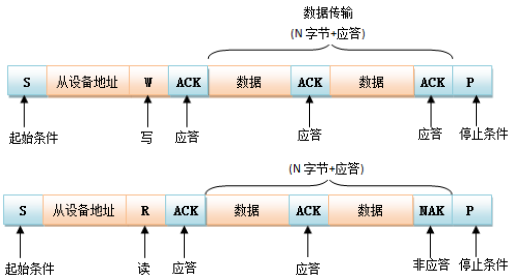 数据传输
(N 字节+应答)
S 从设备地址 W ACK 数据 ACK 数据 ACK P
起始条件 写 应答 应答 应答 停止条件
(N 字节+应答)
S 从设备地址 R ACK 数据 ACK 数据 NAK P
起始条件 读 应答 应答 非应答 停止条件